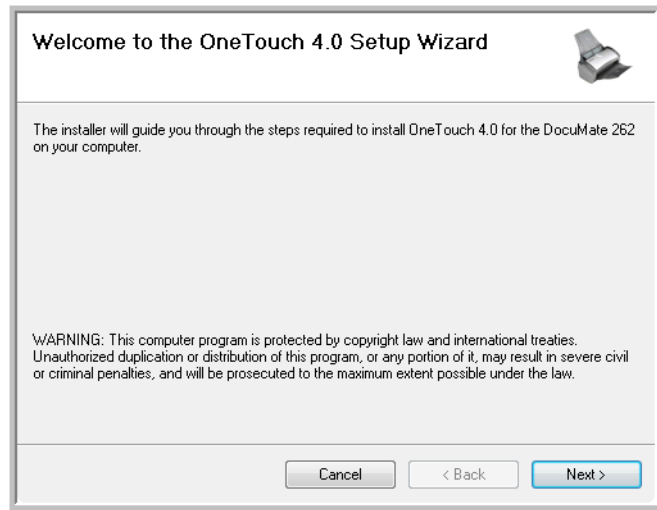 Welcome to the OneTouch 4.0 Setup Wizard
The installer will guide you through the steps required to install OneTouch 4.0 for the DocuMate 262
on your computer.
WARNING: This computer program is protected by copyright law and international treaties.
Unauthorized duplication or distribution of this program, or any portion of it, may result in severe civil
or criminal penalties, and will be prosecuted to the maximum extent possible under the law.
Cancel < Back Next >